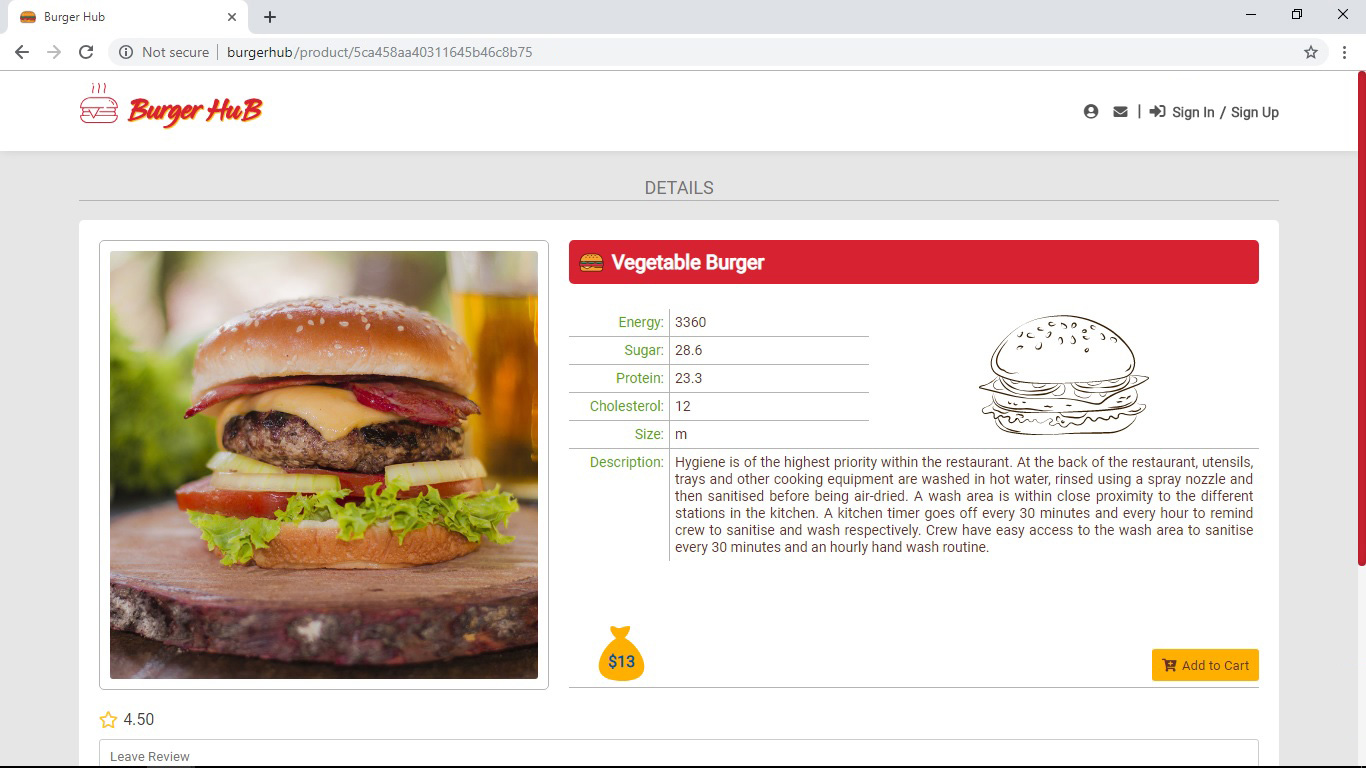 Burger Hub
Not secure
burgerhub/product/5ca458aa40311645b46c8b75
Burger HuB
| Sign In / Sign Up
DETAILS
Vegetable Burger
Energy: 3360
Sugar: 28.6
Protein: 23.3
Cholesterol: 12
Size: m
Description: Hygiene is of the highest priority within the restaurant. At the back of the restaurant, utensils,
trays and other cooking equipment are washed in hot water, rinsed using a spray nozzle and
then sanitised before being air-dried. A wash area is within close proximity to the different
stations in the kitchen. A kitchen timer goes off every 30 minutes and every hour to remind
crew to sanitise and wash respectively. Crew have easy access to the wash area to sanitise
every 30 minutes and an hourly hand wash routine.
$13
Add to Cart
4.50
Leave Review